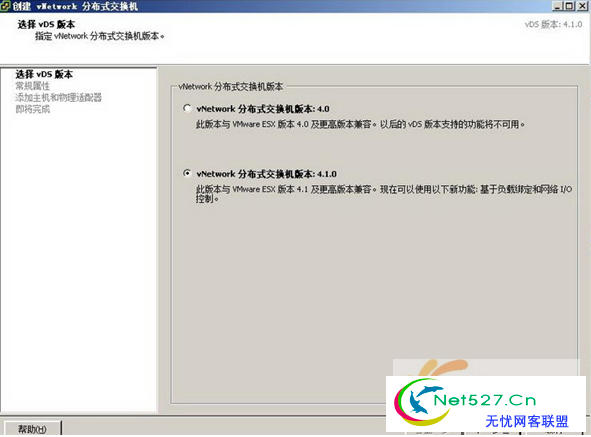 创建 vNetwork 分布式交换机
选择 vDS 版本
指定 vNetwork 分布式交换机版本。
vDS 版本: 4.1.0
选择 vDS 版本
常规属性
添加主机和物理适配器
即将完成
vNetwork 分布式交换机版本
vNetwork 分布式交换机版本: 4.0
此版本与 VMware ESX 版本 4.0 及更高版本兼容。以后的 vDS 版本支持的功能将不可用。
vNetwork 分布式交换机版本: 4.1.0
此版本与 VMware ESX 版本 4.1 及更高版本兼容。现在可以使用以下新功能: 基于负载绑定和网络 I/O
控制。
Net527.Cn
无忧网客联盟
帮助(H)